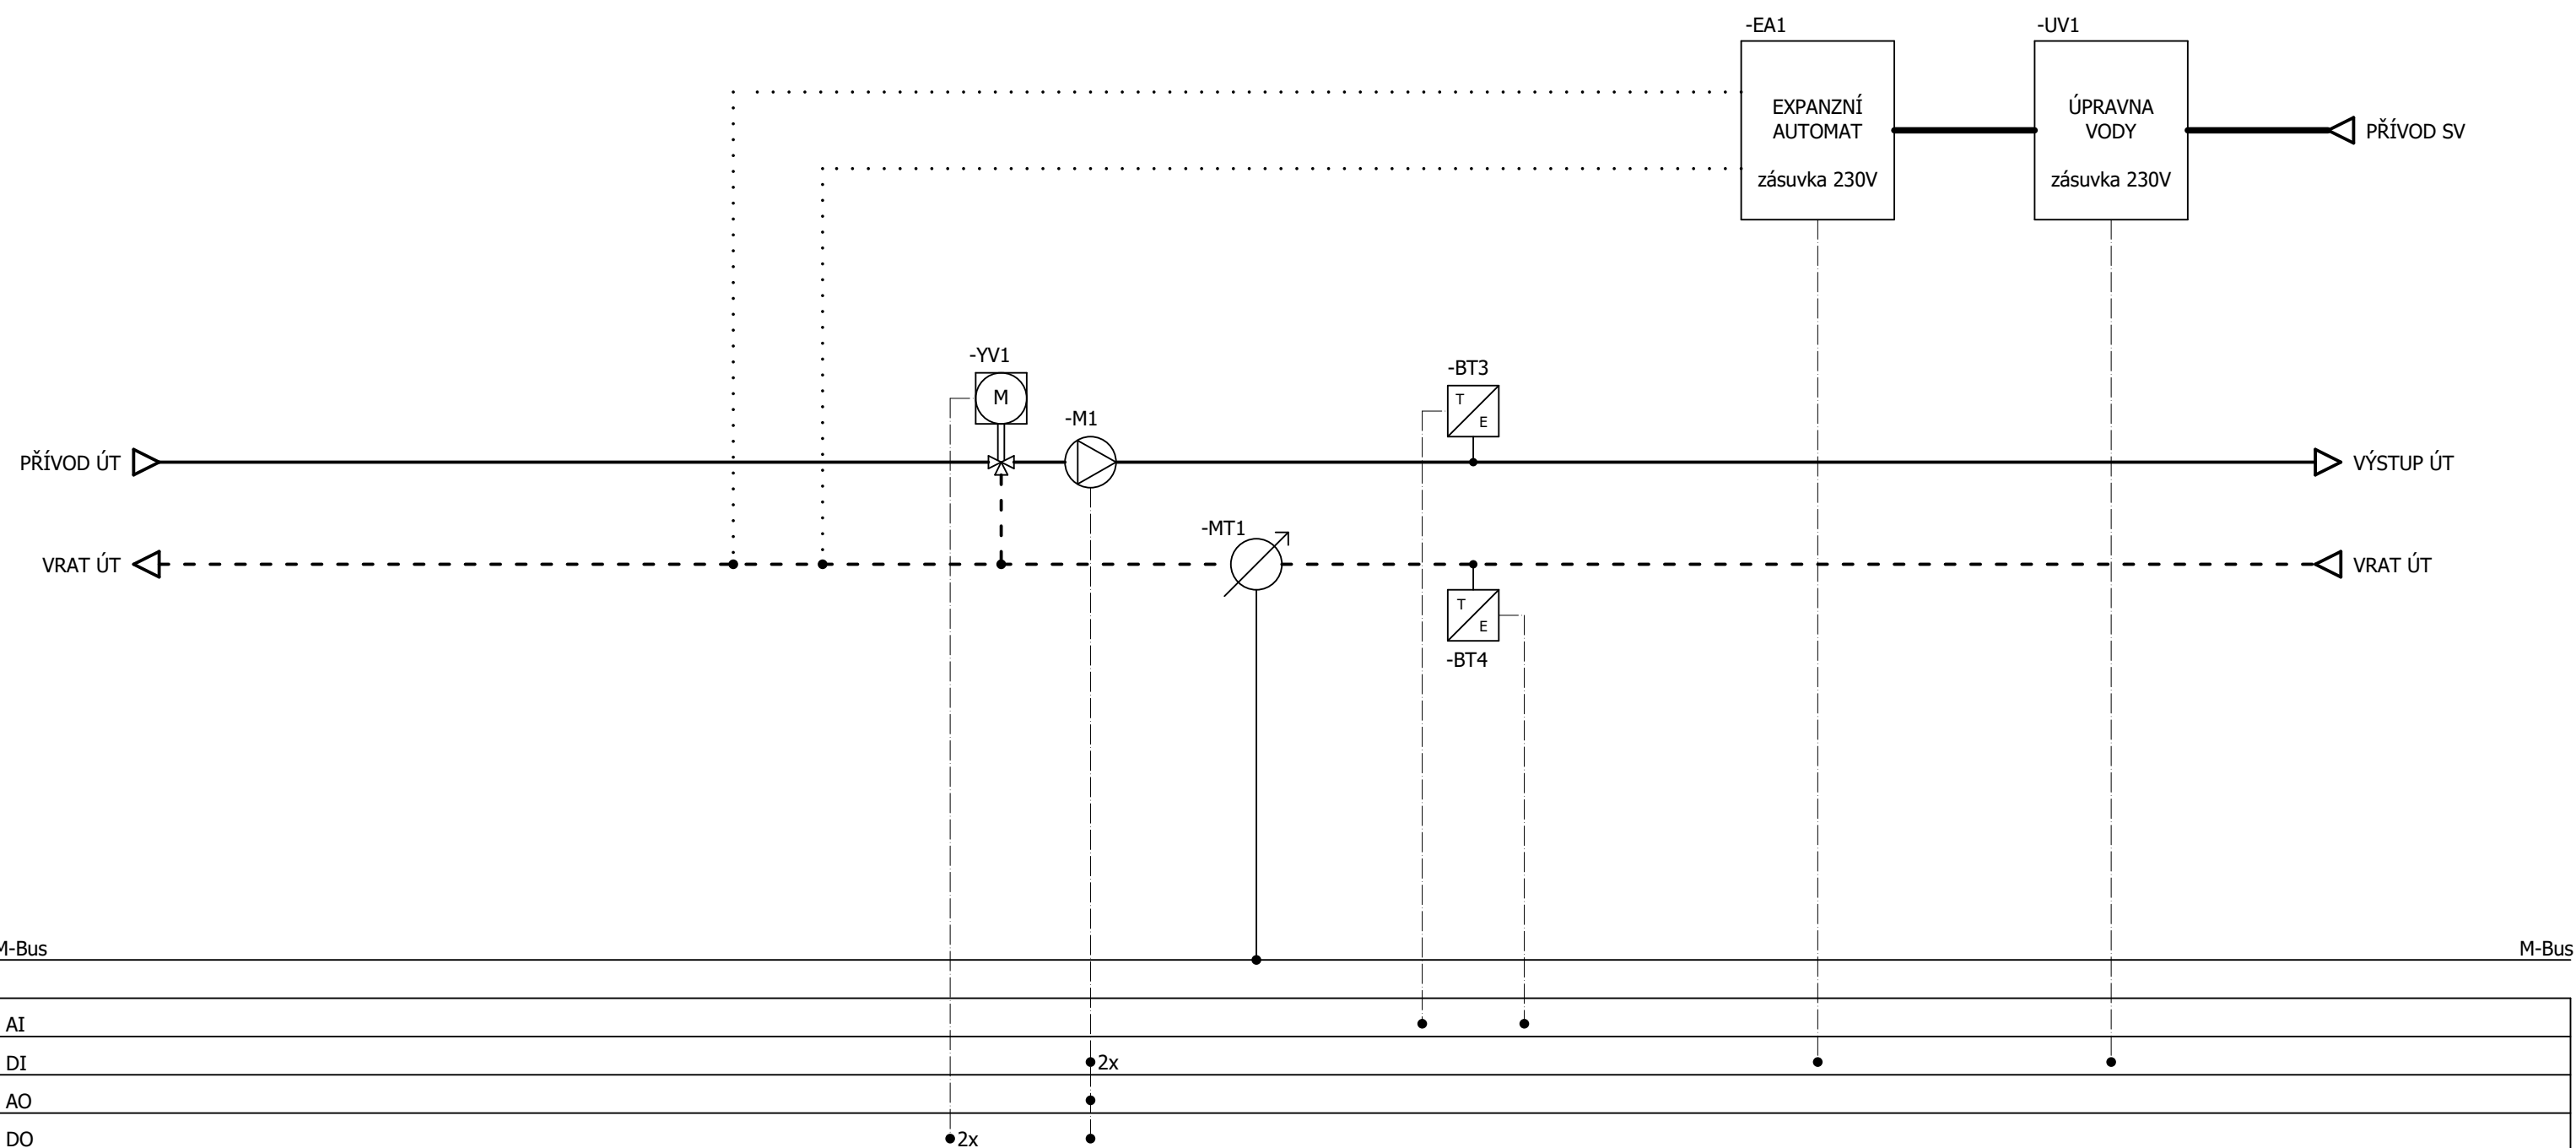 -EA1
-UV1
EXPANZNÍ
AUTOMAT
zásuvka 230V
ÚPRAVNA
VODY
zásuvka 230V
PŘÍVOD SV
-YV1
M
-M1
-BT3
T
E
PŘÍVOD ÚT
VÝSTUP ÚT
-MT1
VRAT ÚT
VRAT ÚT
T
E
-BT4
M-Bus
M-Bus
AI
DI
2x
AO
DO
2x